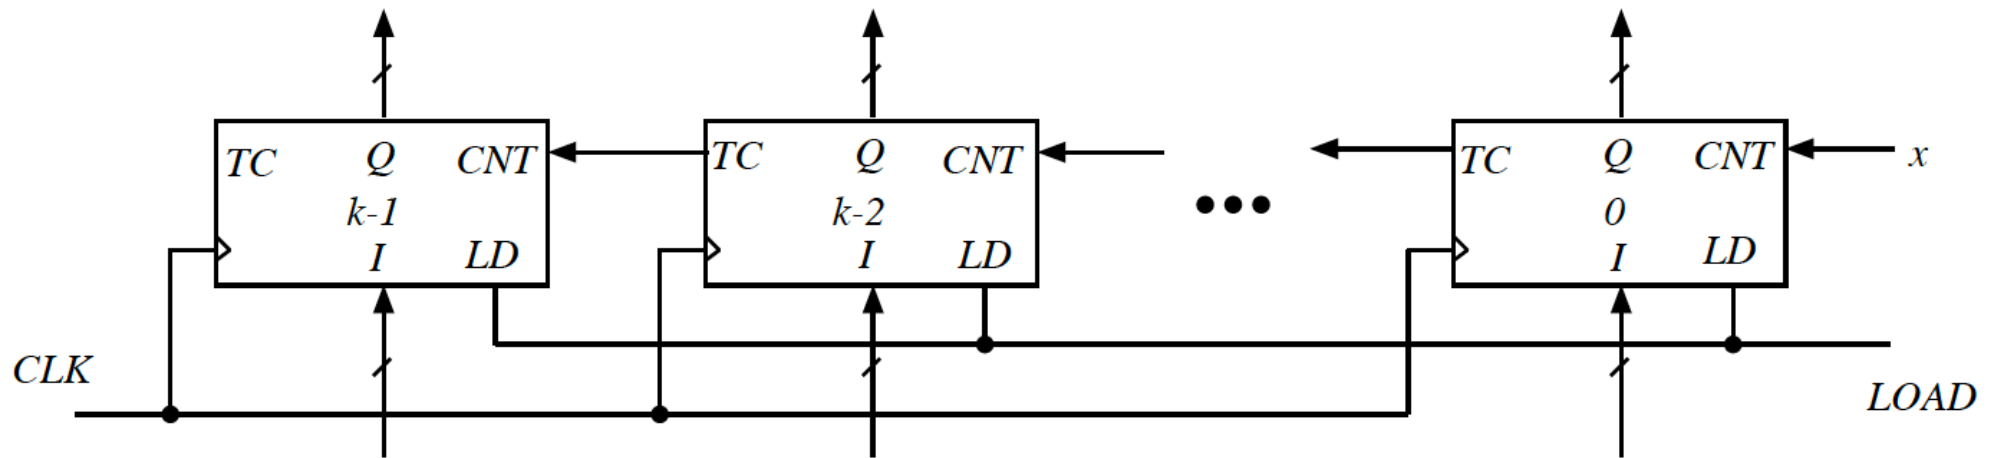 TC Q CNT TC Q CNT TC Q CNT x
k-1 k-2 0
I LD I LD I LD
CLK
LOAD